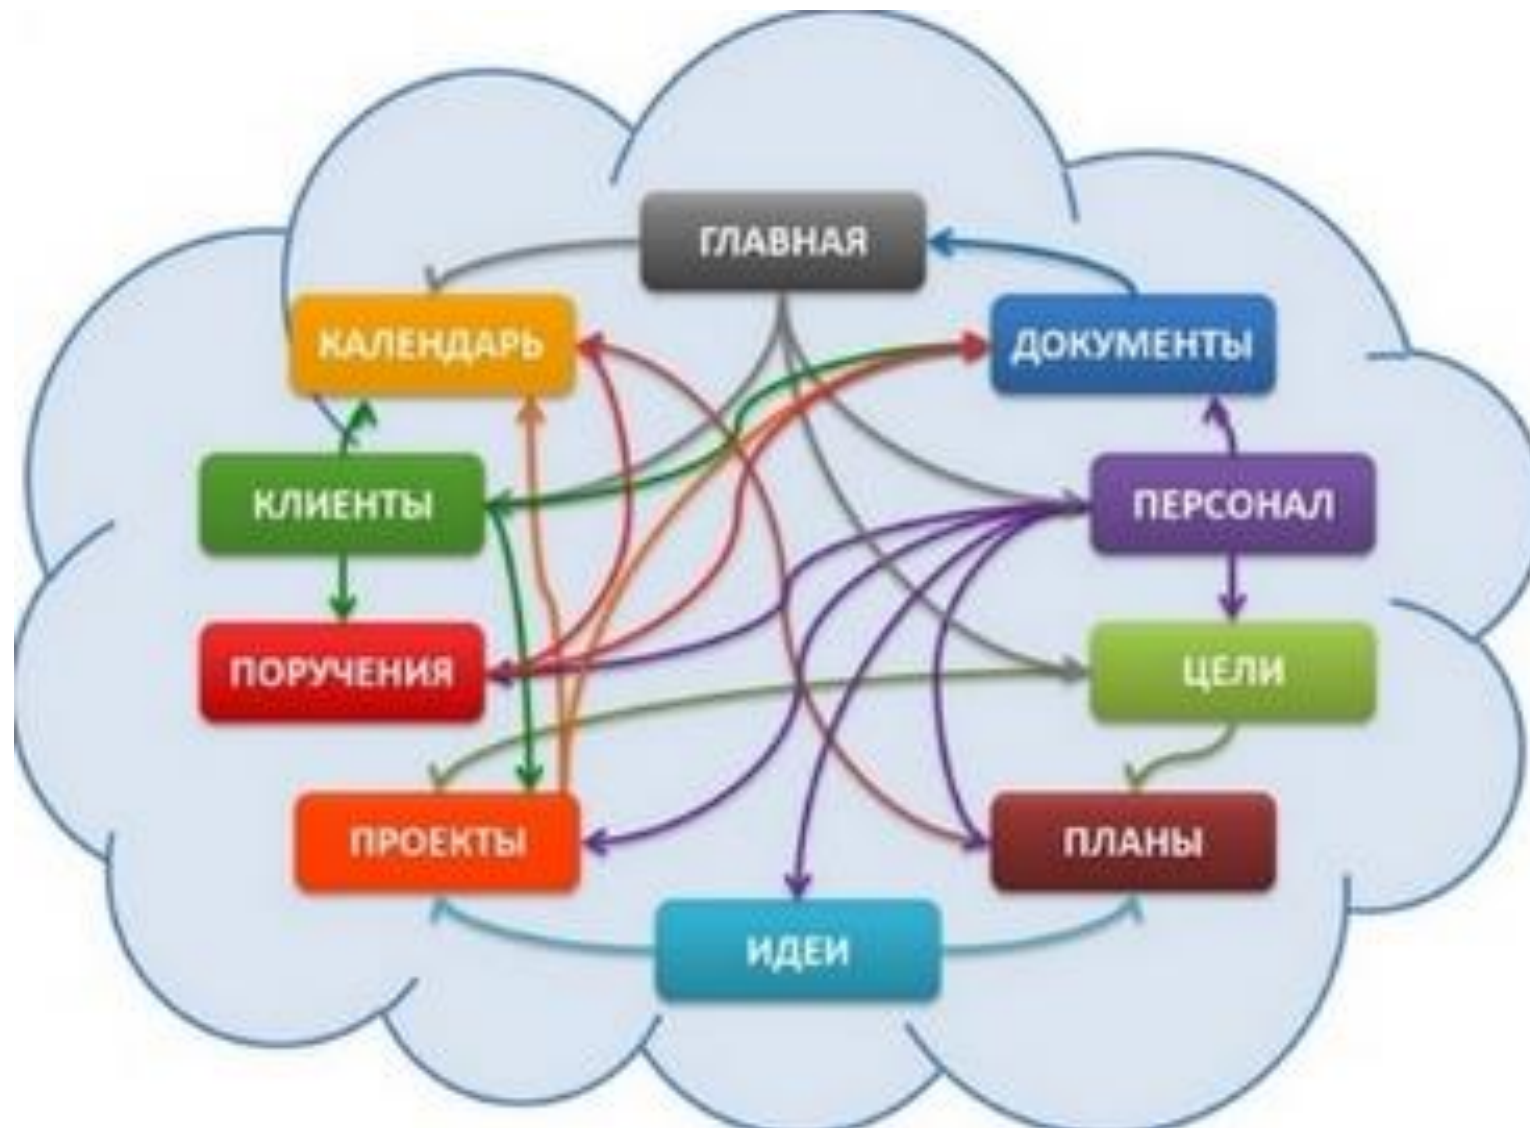 ГЛАВНАЯ
КАЛЕНДАРЬ
ДОКУМЕНТЫ
КЛИЕНТЫ
ПЕРСОНАЛ
ПОРУЧЕНИЯ
ЦЕЛИ
ПРОЕКТЫ
ПЛАНЫ
ИДЕИ